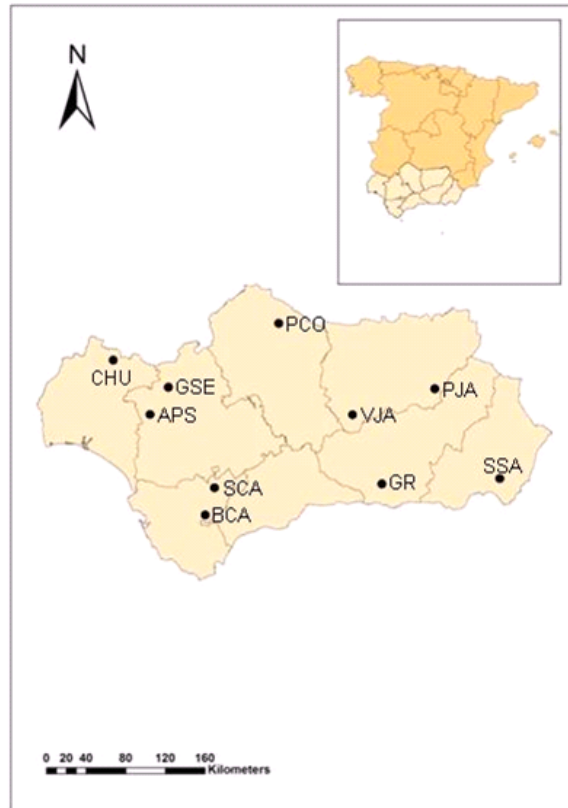 N
PCO
CHU
GSE
PJA
APS
VJA
SSA
SCA
GR
BCA
0 20 40 80 120 160
Kilometers